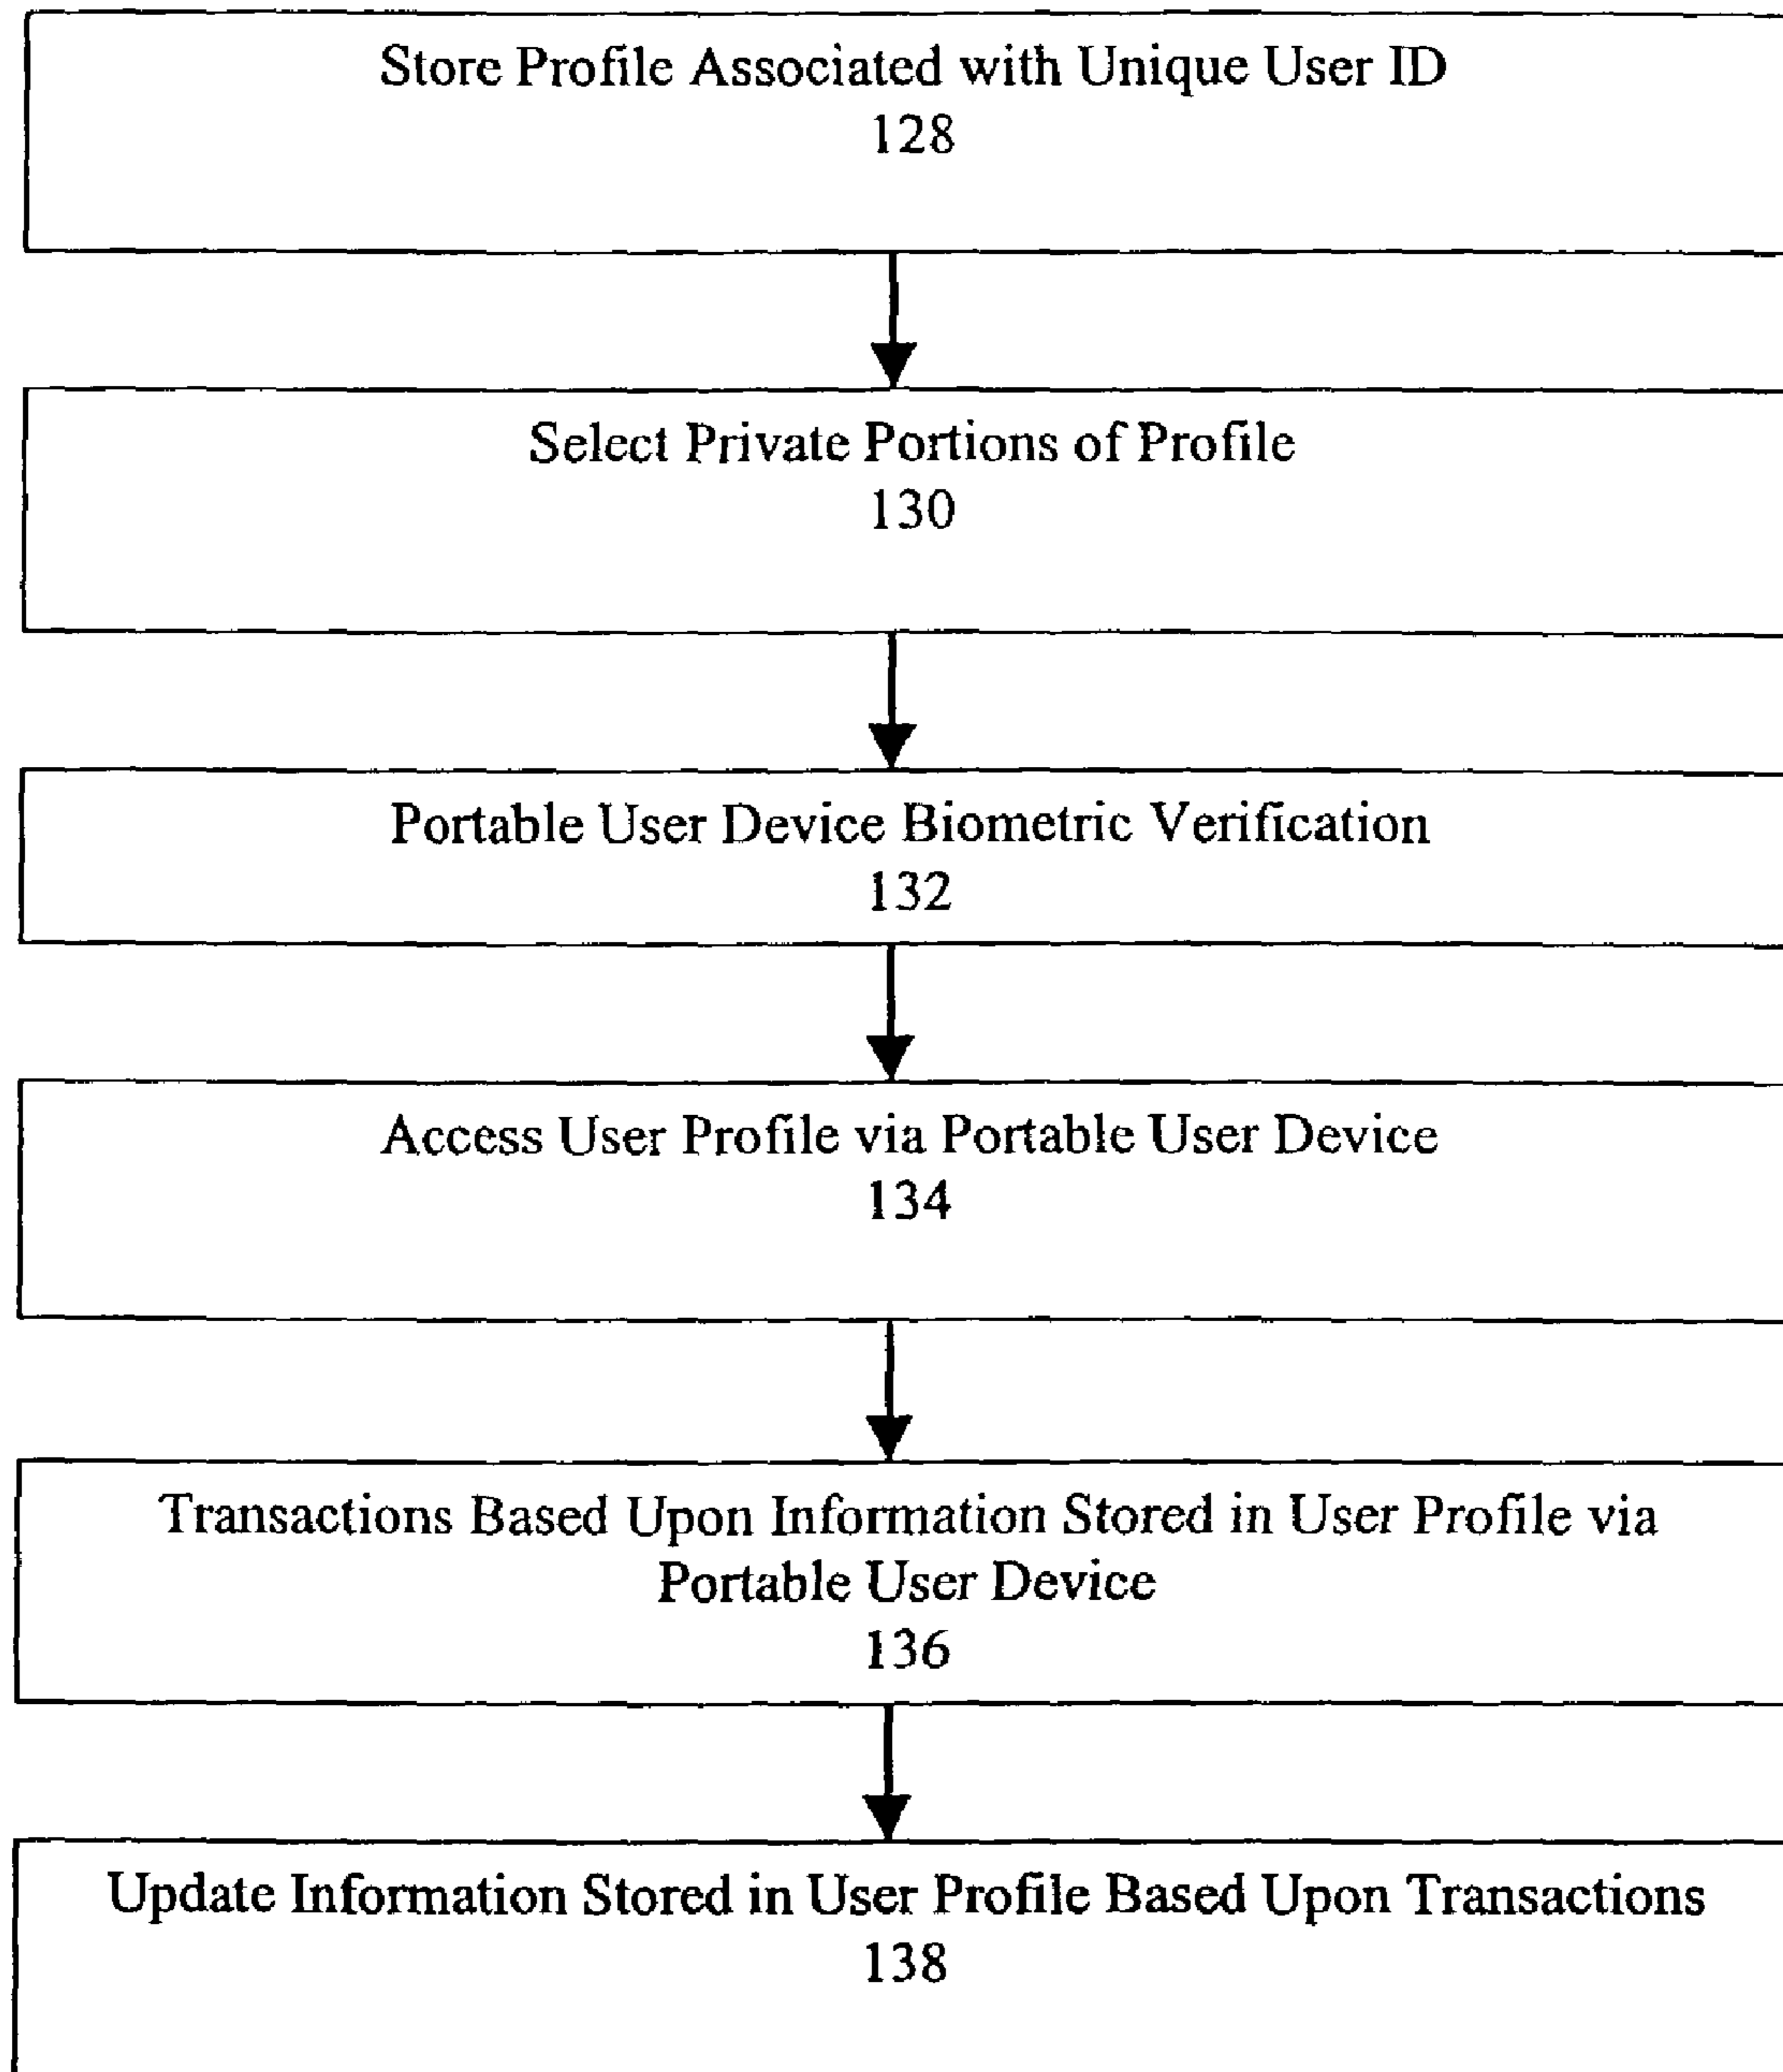 Store Profile Associated with Unique User ID
128
Select Private Portions of Profile
130
Portable User Device Biometric Verification
132
Access User Profile via Portable User Device
134
Transactions Based Upon Information Stored in User Profile via
Portable User Device
136
Update Information Stored in User Profile Based Upon Transactions
138